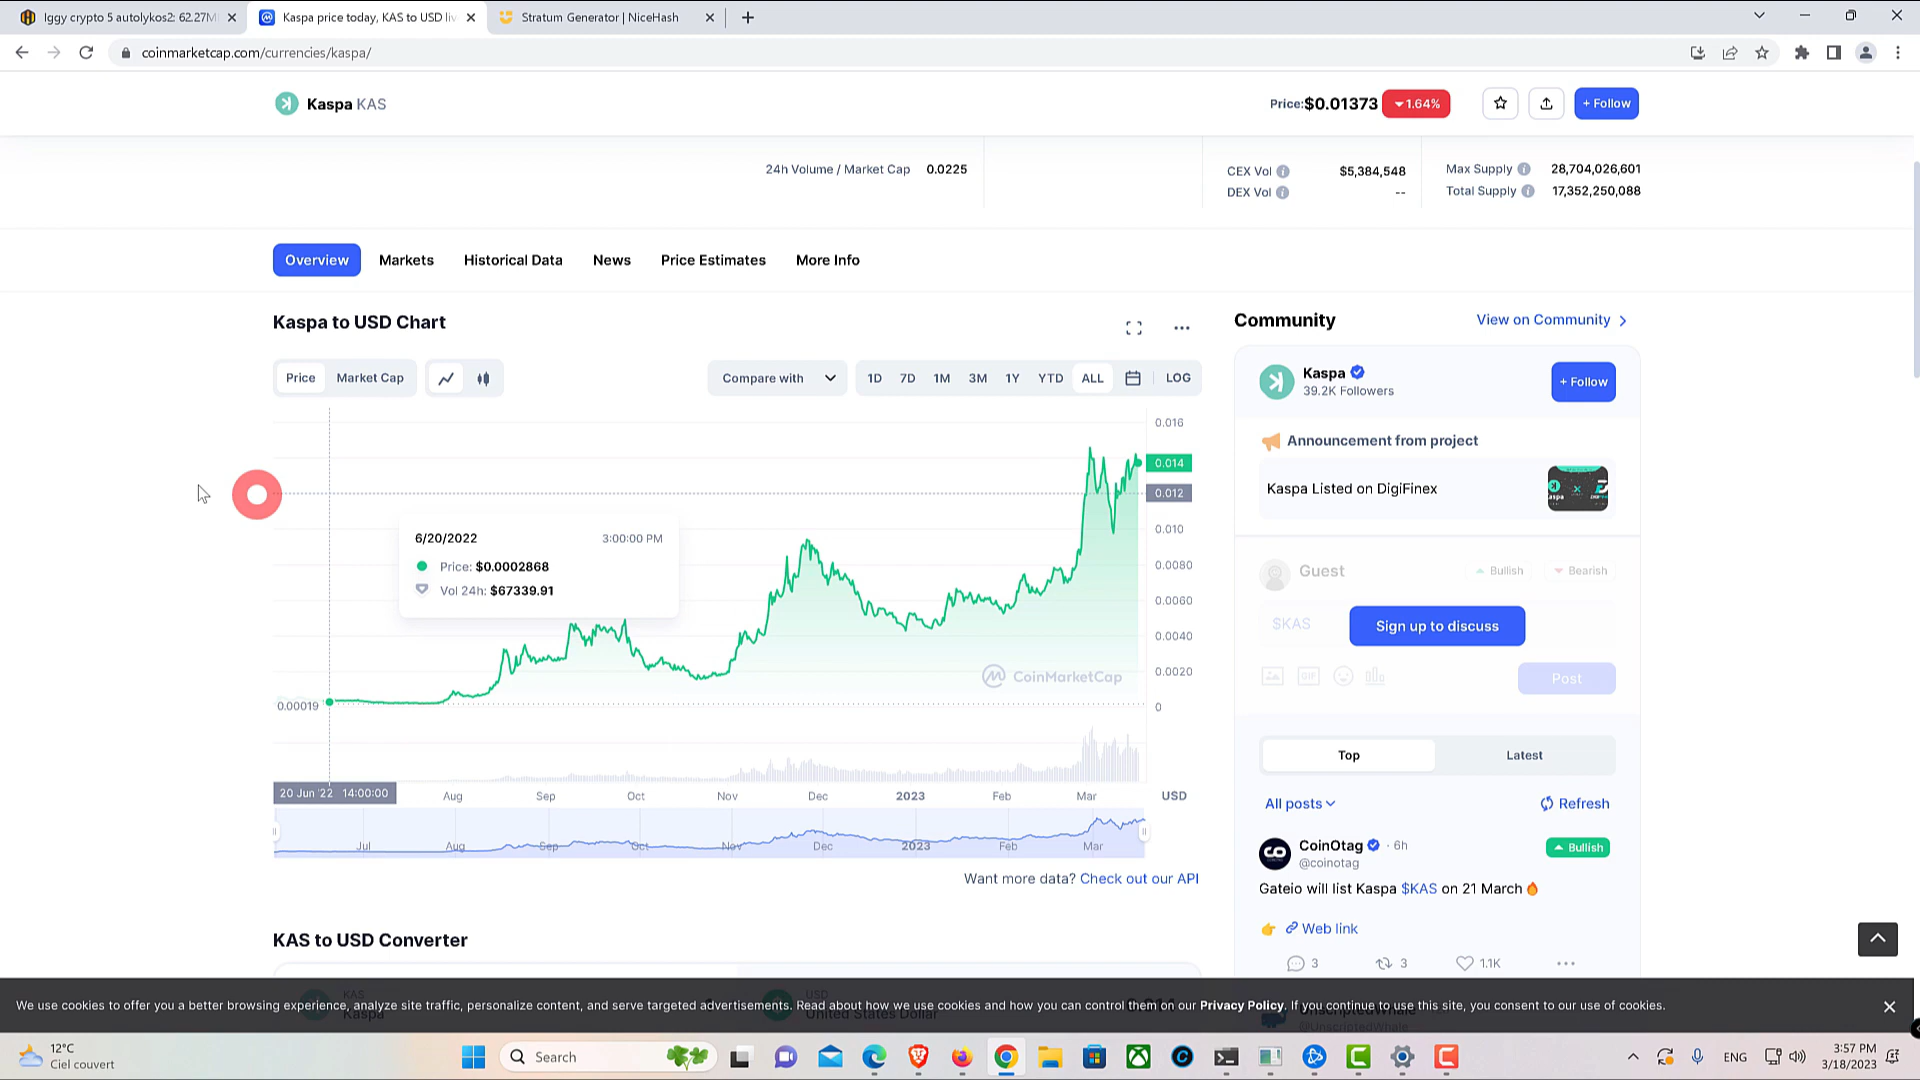 Iggy crypto 5 autolykos2: 62.27M
Kaspa price today, KAS to USD liv
Stratum Generator | NiceHash
coinmarketcap.com/currencies/kaspa/
Kaspa KAS
Price:$0.01373 1.64%
+ Follow
24h Volume / Market Cap 0.0225
CEX Vol $5,384,548
DEX Vol --
Max Supply 28,704,026,601
Total Supply 17,352,250,088
Overview Markets Historical Data News Price Estimates More Info
Kaspa to USD Chart
Price Market Cap
Compare with
1D 7D 1M 3M 1Y YTD ALL LOG
0.016
0.014
0.012
0.010
0.0080
0.0060
0.0040
0.0020
0
6/20/2022 3:00:00 PM
Price: $0.0002868
Vol 24h: $67339.91
CoinMarketCap
0.00019
20 Jun '22 14:00:00 Aug Sep Oct Nov Dec 2023 Feb Mar USD
Jul Aug Sep Oct Nov Dec 2023 Feb Mar
Want more data? Check out our API
KAS to USD Converter
Community
View on Community
Kaspa
39.2K Followers
+ Follow
Announcement from project
Kaspa Listed on DigiFinex
Guest
Bullish Bearish
$KAS
Sign up to discuss
GIF
Post
Top Latest
All posts
Refresh
CoinOtag · 6h
@coinotag
Bullish
Gateio will list Kaspa $KAS on 21 March
Web link
3 3 1.1K
KAS
Kaspa
USD
United States Dollar
UnscriptedWhale
@UnscriptedWhale
We use cookies to offer you a better browsing experience, analyze site traffic, personalize content, and serve targeted advertisements. Read about how we use cookies and how you can control them on our Privacy Policy. If you continue to use this site, you consent to our use of cookies.
12°C
Ciel couvert
Search
ENG
3:57 PM
3/18/2023